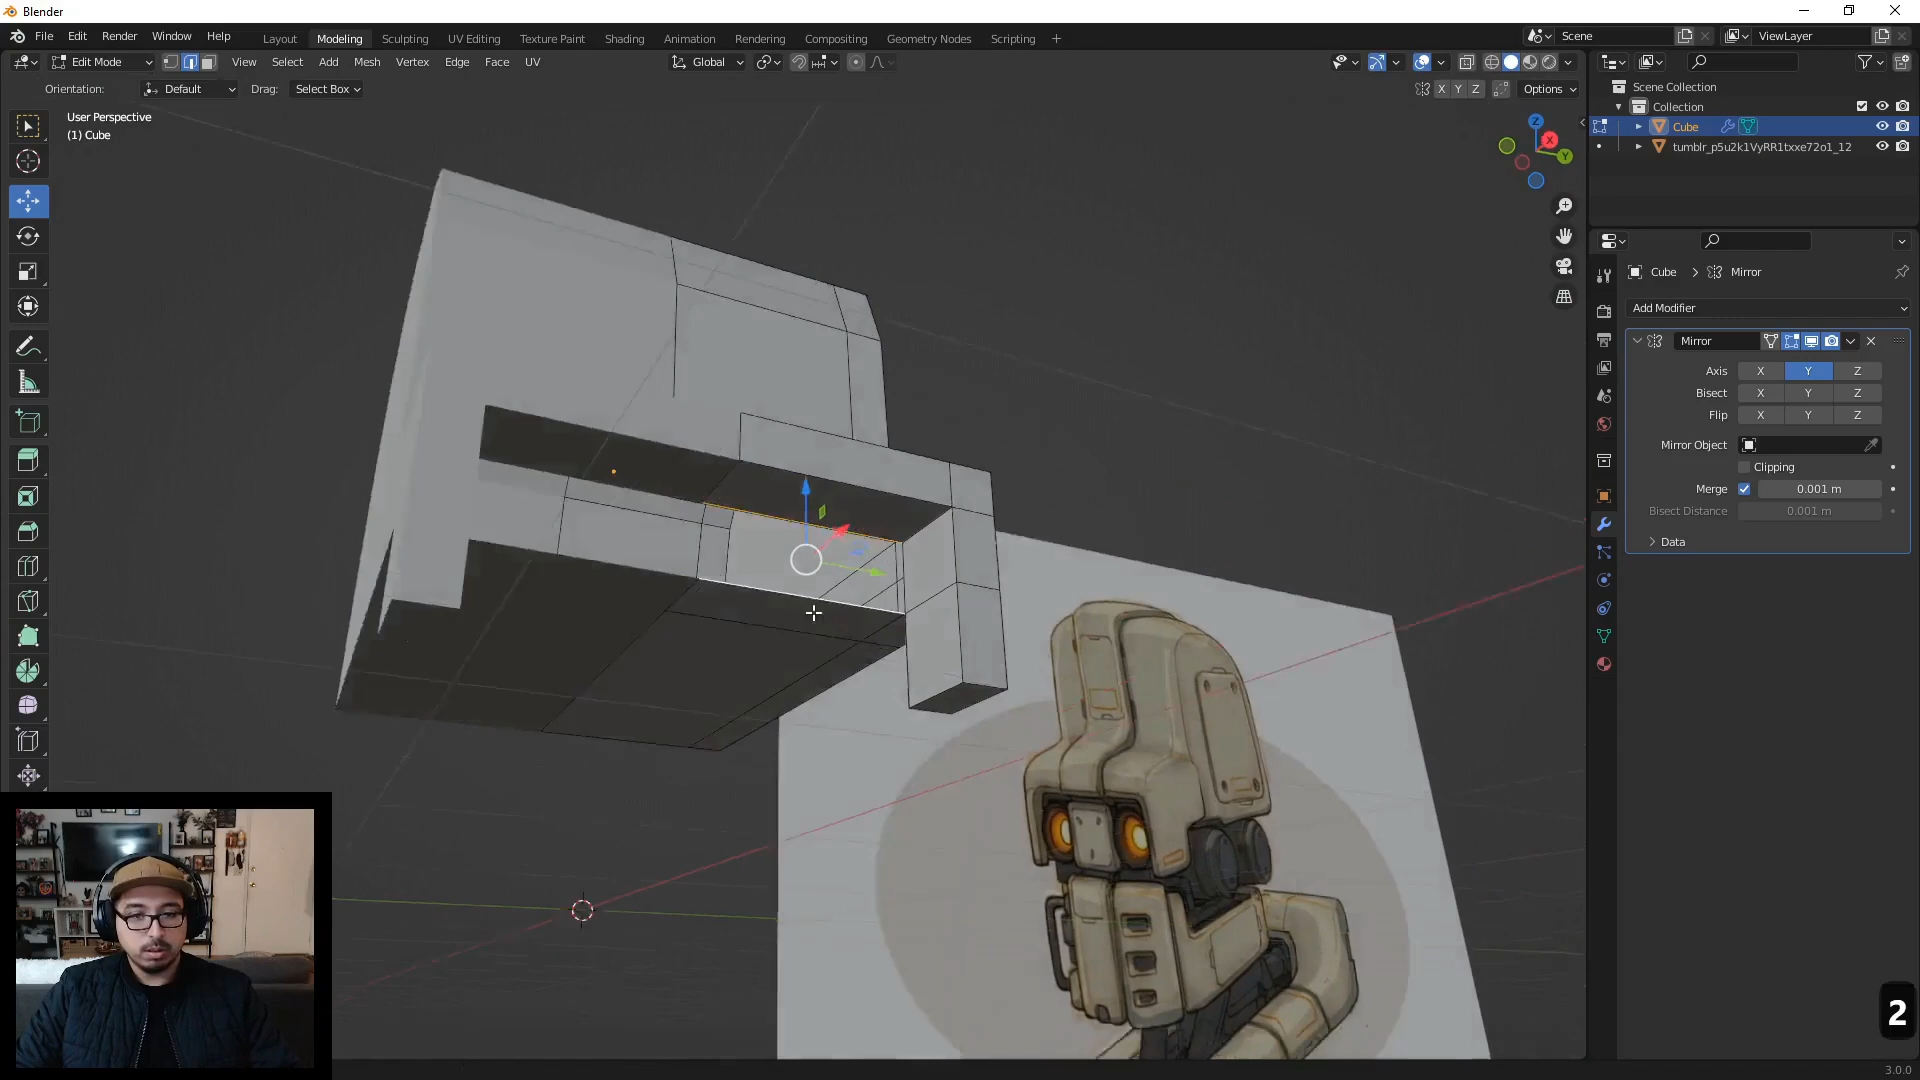 Blender
File Edit Render Window Help
Layout Modeling Sculpting UV Editing Texture Paint Shading Animation Rendering Compositing Geometry Nodes Scripting +
Scene
ViewLayer
Edit Mode
View Select Add Mesh Vertex Edge Face UV
Global
Orientation: Default Drag: Select Box
X Y Z
Options
User Perspective
(1) Cube
Z
X
Y
Scene Collection
Collection
Cube
tumblr_p5u2k1VyRR1txxe72o1_12
Cube > Mirror
Add Modifier
Mirror
Axis X Y Z
Bisect X Y Z
Flip X Y Z
Mirror Object
Clipping
Merge 0.001 m
Bisect Distance 0.001 m
Data
2
3.0.0